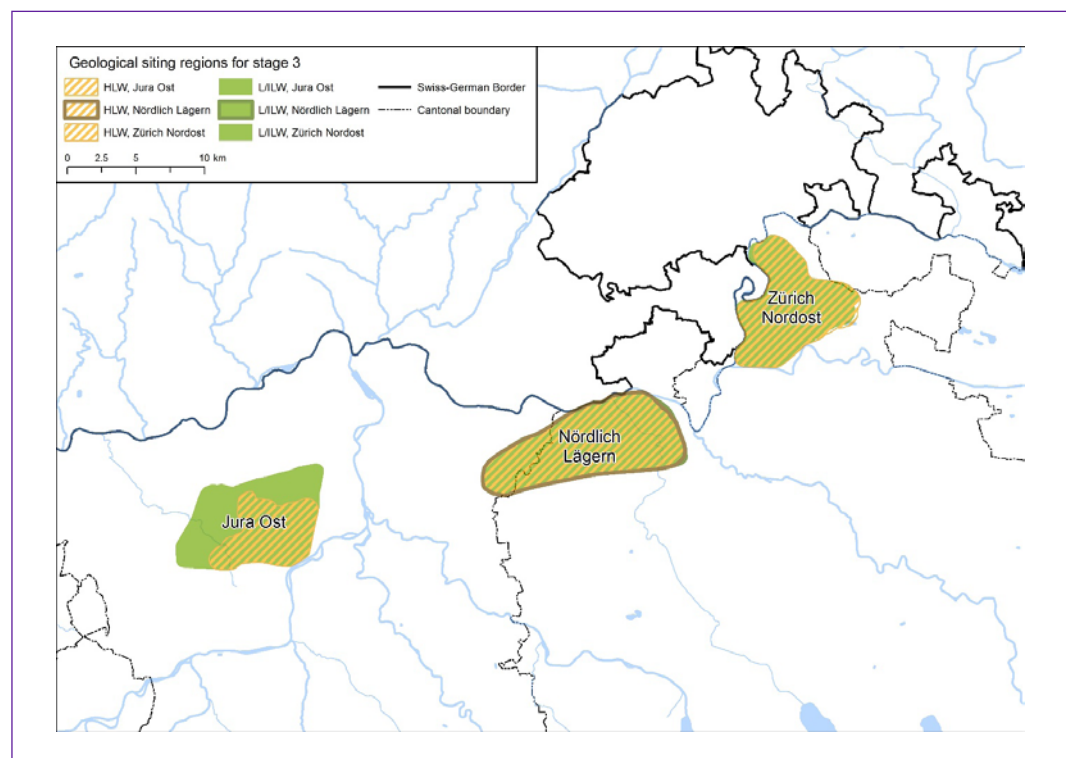 Geological siting regions for stage 3
HLW, Jura Ost
L/ILW, Jura Ost
Swiss-German Border
HLW, Nördlich Lägern
L/ILW, Nördlich Lägern
Cantonal boundary
HLW, Zürich Nordost
L/ILW, Zürich Nordost
0 2.5 5 10 km
Zürich
Nordost
Nördlich
Lägern
Jura Ost